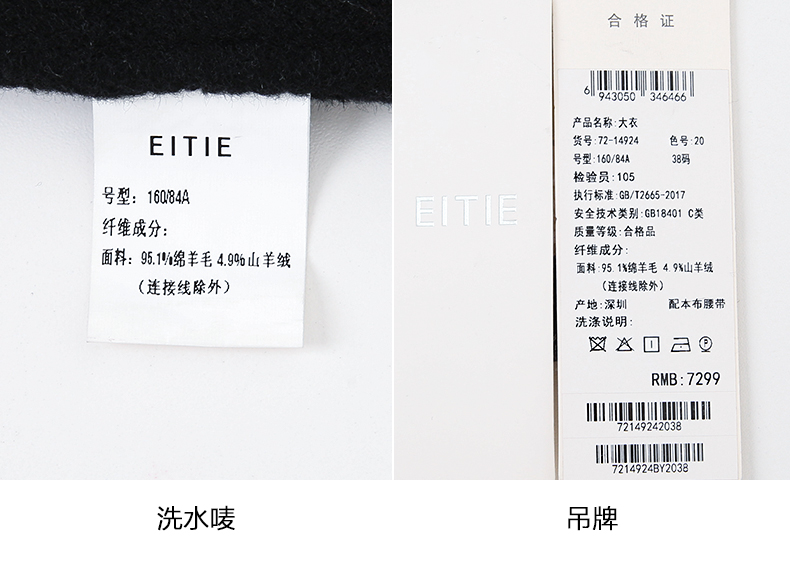 EITIE
号型：160/84A
纤维成分：
面料：95.1%绵羊毛 4.9%山羊绒
（连接线除外）
洗水唛
EITIE
合格证
6 943050 346466
产品名称:大衣
货号:72-14924 色号:20
号型:160/84A 38码
检验员:105
执行标准:GB/T2665-2017
安全技术类别:GB18401 C类
质量等级:合格品
纤维成分:
面料:95.1%绵羊毛 4.9%山羊绒
（连接线除外）
产地:深圳 配本布腰带
洗涤说明:
RMB:7299
72149242038
7214924BY2038
吊牌